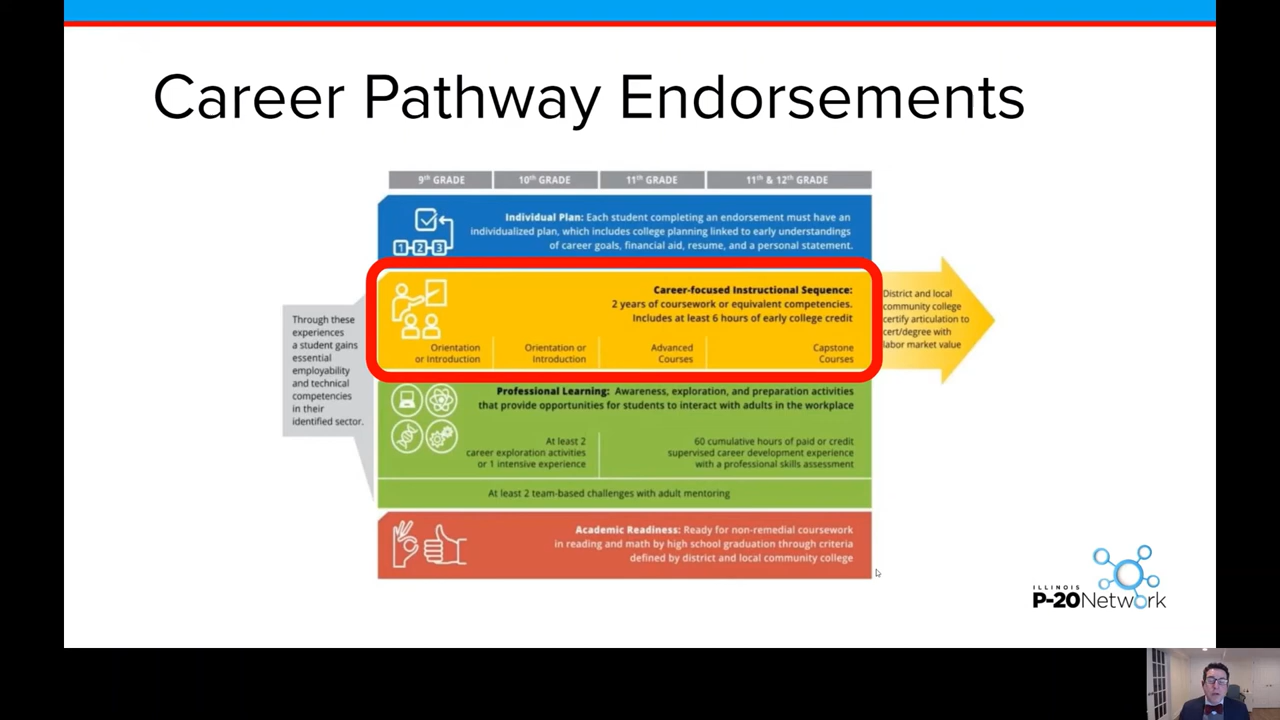 Career Pathway Endorsements
9th GRADE
10th GRADE
11th GRADE
11th & 12th GRADE
Individual Plan: Each student completing an endorsement must have an
individualized plan, which includes college planning linked to early understandings
of career goals, financial aid, resume, and a personal statement.
1 2 3
Career-focused Instructional Sequence:
2 years of coursework or equivalent competencies.
Includes at least 6 hours of early college credit
Orientation
or Introduction
Orientation or
Introduction
Advanced
Courses
Capstone
Courses
District and local
community college
certify articulation to
cert/degree with
labor market value
Through these
experiences
a student gains
essential
employability
and technical
competencies
in their
identified sector.
Professional Learning: Awareness, exploration, and preparation activities
that provide opportunities for students to interact with adults in the workplace
At least 2
career exploration activities
or 1 intensive experience
60 cumulative hours of paid or credit
supervised career development experience
with a professional skills assessment
At least 2 team-based challenges with adult mentoring
Academic Readiness: Ready for non-remedial coursework
in reading and math by high school graduation through criteria
defined by district and local community college
ILLINOIS
P-20Network